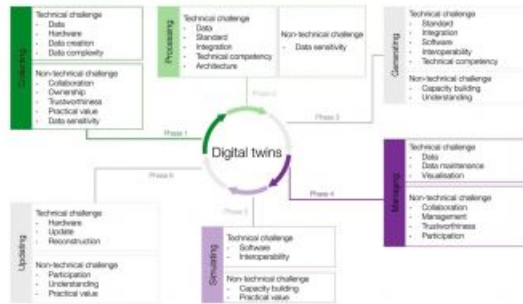 Collecting
Technical challenge
- Data
- Hardware
- Data creation
- Data complexity
Non-technical challenge
- Collaboration
- Ownership
- Trustworthiness
- Practical value
- Data sensitivity
Processing
Technical challenge
- Data
- Standard
- Integration
- Technical competency
- Architecture
Non-technical challenge
- Data sensitivity
Generating
Technical challenge
- Standard
- Integration
- Software
- Interoperability
- Technical competency
Non-technical challenge
- Capacity building
- Understanding
Phase 1
Phase 2
Phase 3
Digital twins
Phase 6
Phase 5
Phase 4
Managing
Technical challenge
- Data
- Data maintenance
- Visualisation
Non-technical challenge
- Collaboration
- Management
- Trustworthiness
- Participation
Updating
Technical challenge
- Hardware
- Update
- Reconstruction
Non-technical challenge
- Participation
- Understanding
- Practical value
Simulating
Technical challenge
- Software
- Interoperability
Non-technical challenge
- Capacity building
- Practical value